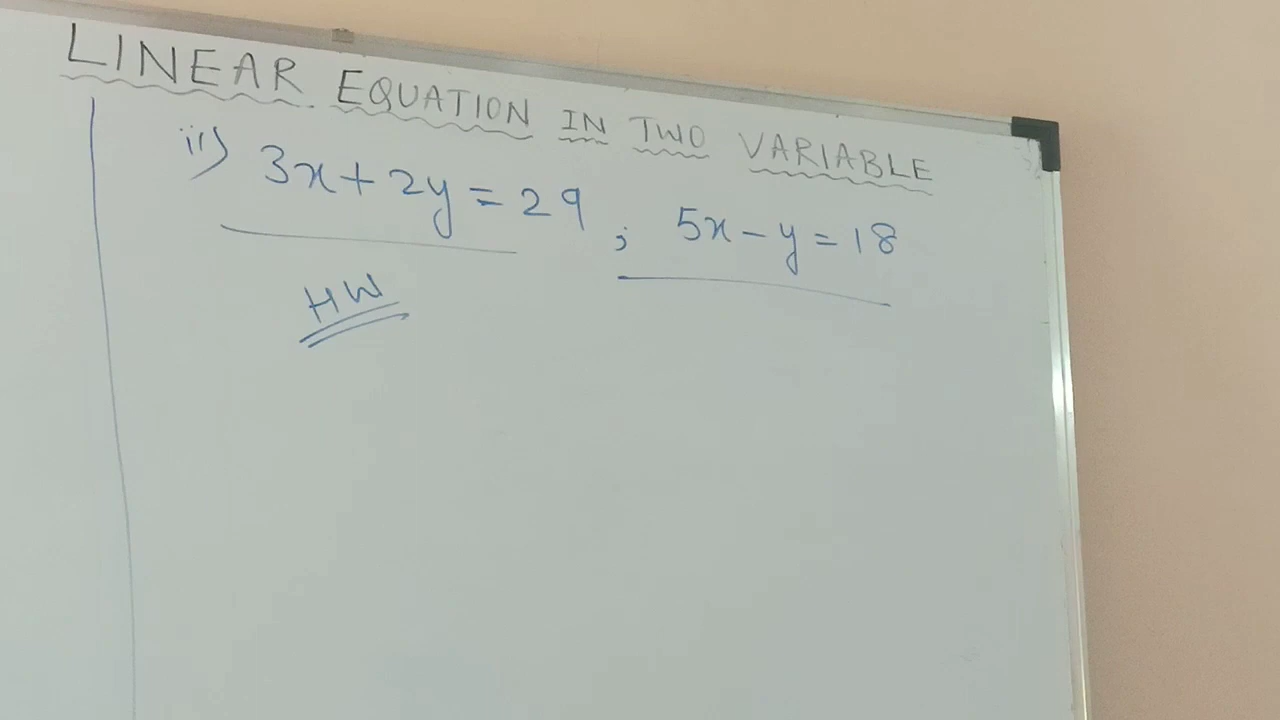 LINEAR EQUATION IN TWO VARIABLE
ii) 3x+2y=29 ; 5x-y=18
HW